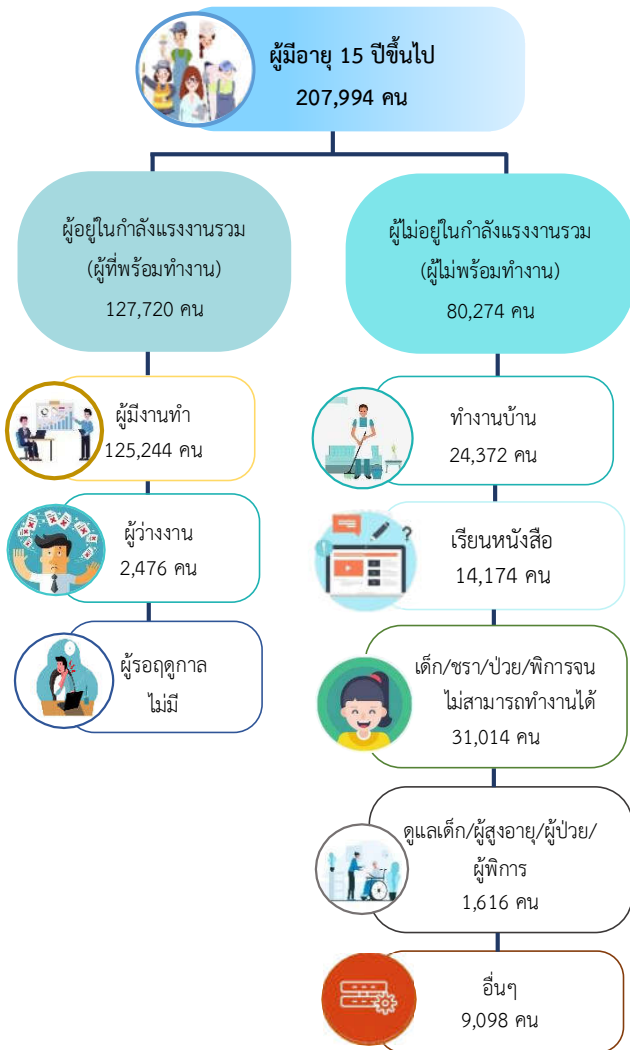 ผู้มีอายุ 15 ปีขึ้นไป
207,994 คน
ผู้อยู่ในกำลังแรงงานรวม
(ผู้ที่พร้อมทำงาน)
127,720 คน
ผู้มีงานทำ
125,244 คน
ผู้ว่างงาน
2,476 คน
ผู้รอฤดูกาล
ไม่มี
ผู้ไม่อยู่ในกำลังแรงงานรวม
(ผู้ไม่พร้อมทำงาน)
80,274 คน
ทำงานบ้าน
24,372 คน
เรียนหนังสือ
14,174 คน
เด็ก/ชรา/ป่วย/พิการจน
ไม่สามารถทำงานได้
31,014 คน
ดูแลเด็ก/ผู้สูงอายุ/ผู้ป่วย/
ผู้พิการ
1,616 คน
อื่นๆ
9,098 คน